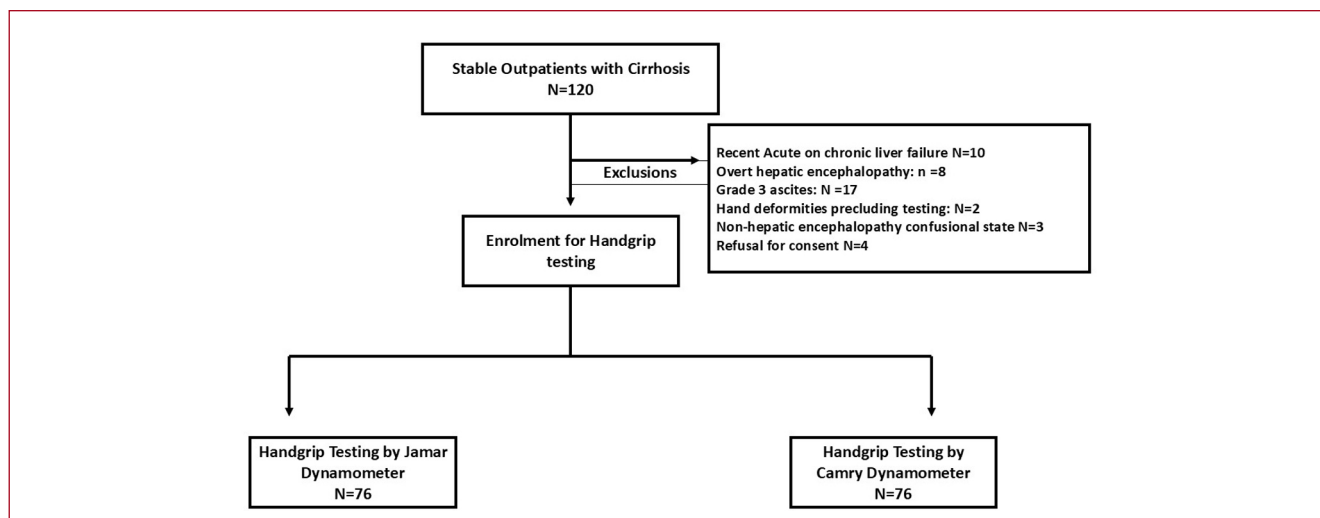 Stable Outpatients with Cirrhosis
N=120
Exclusions
Recent Acute on chronic liver failure N=10
Overt hepatic encephalopathy: n =8
Grade 3 ascites: N =17
Hand deformities precluding testing: N=2
Non-hepatic encephalopathy confusional state N=3
Refusal for consent N=4
Enrolment for Handgrip
testing
Handgrip Testing by Jamar
Dynamometer
N=76
Handgrip Testing by
Camry Dynamometer
N=76